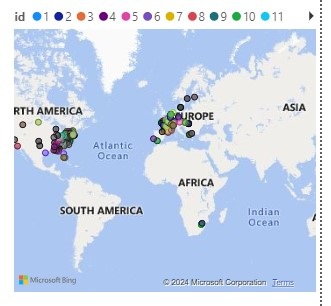 id 1 2 3 4 5 6 7 8 9 10 11
RTH AMERICA
EUROPE
ASIA
Atlantic
Ocean
AFRICA
SOUTH AMERICA
Indian
Ocean
A
Microsoft Bing
© 2024 Microsoft Corporation Terms